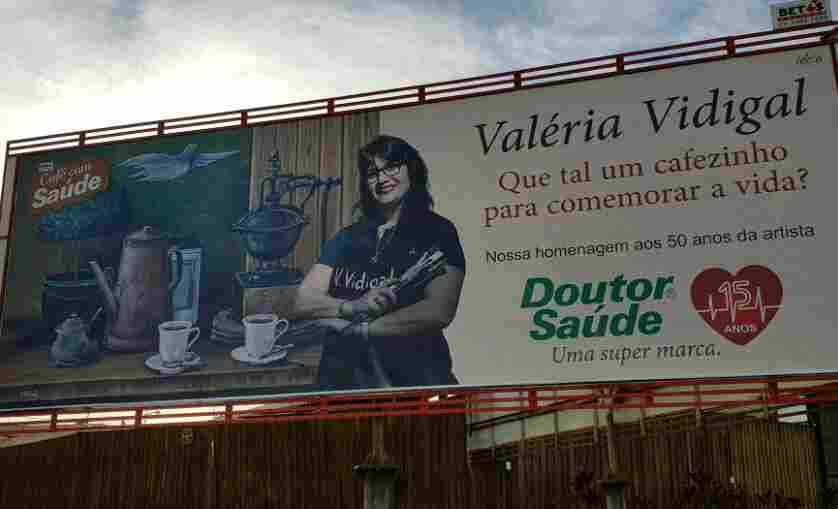 BET
Valéria Vidigal
Que tal um cafezinho
para comemorar a vida?
Nossa homenagem aos 50 anos da artista
Doutor
Saúde
Uma super marca.
15
ANOS
Café com
Saúde
V. Vidigal